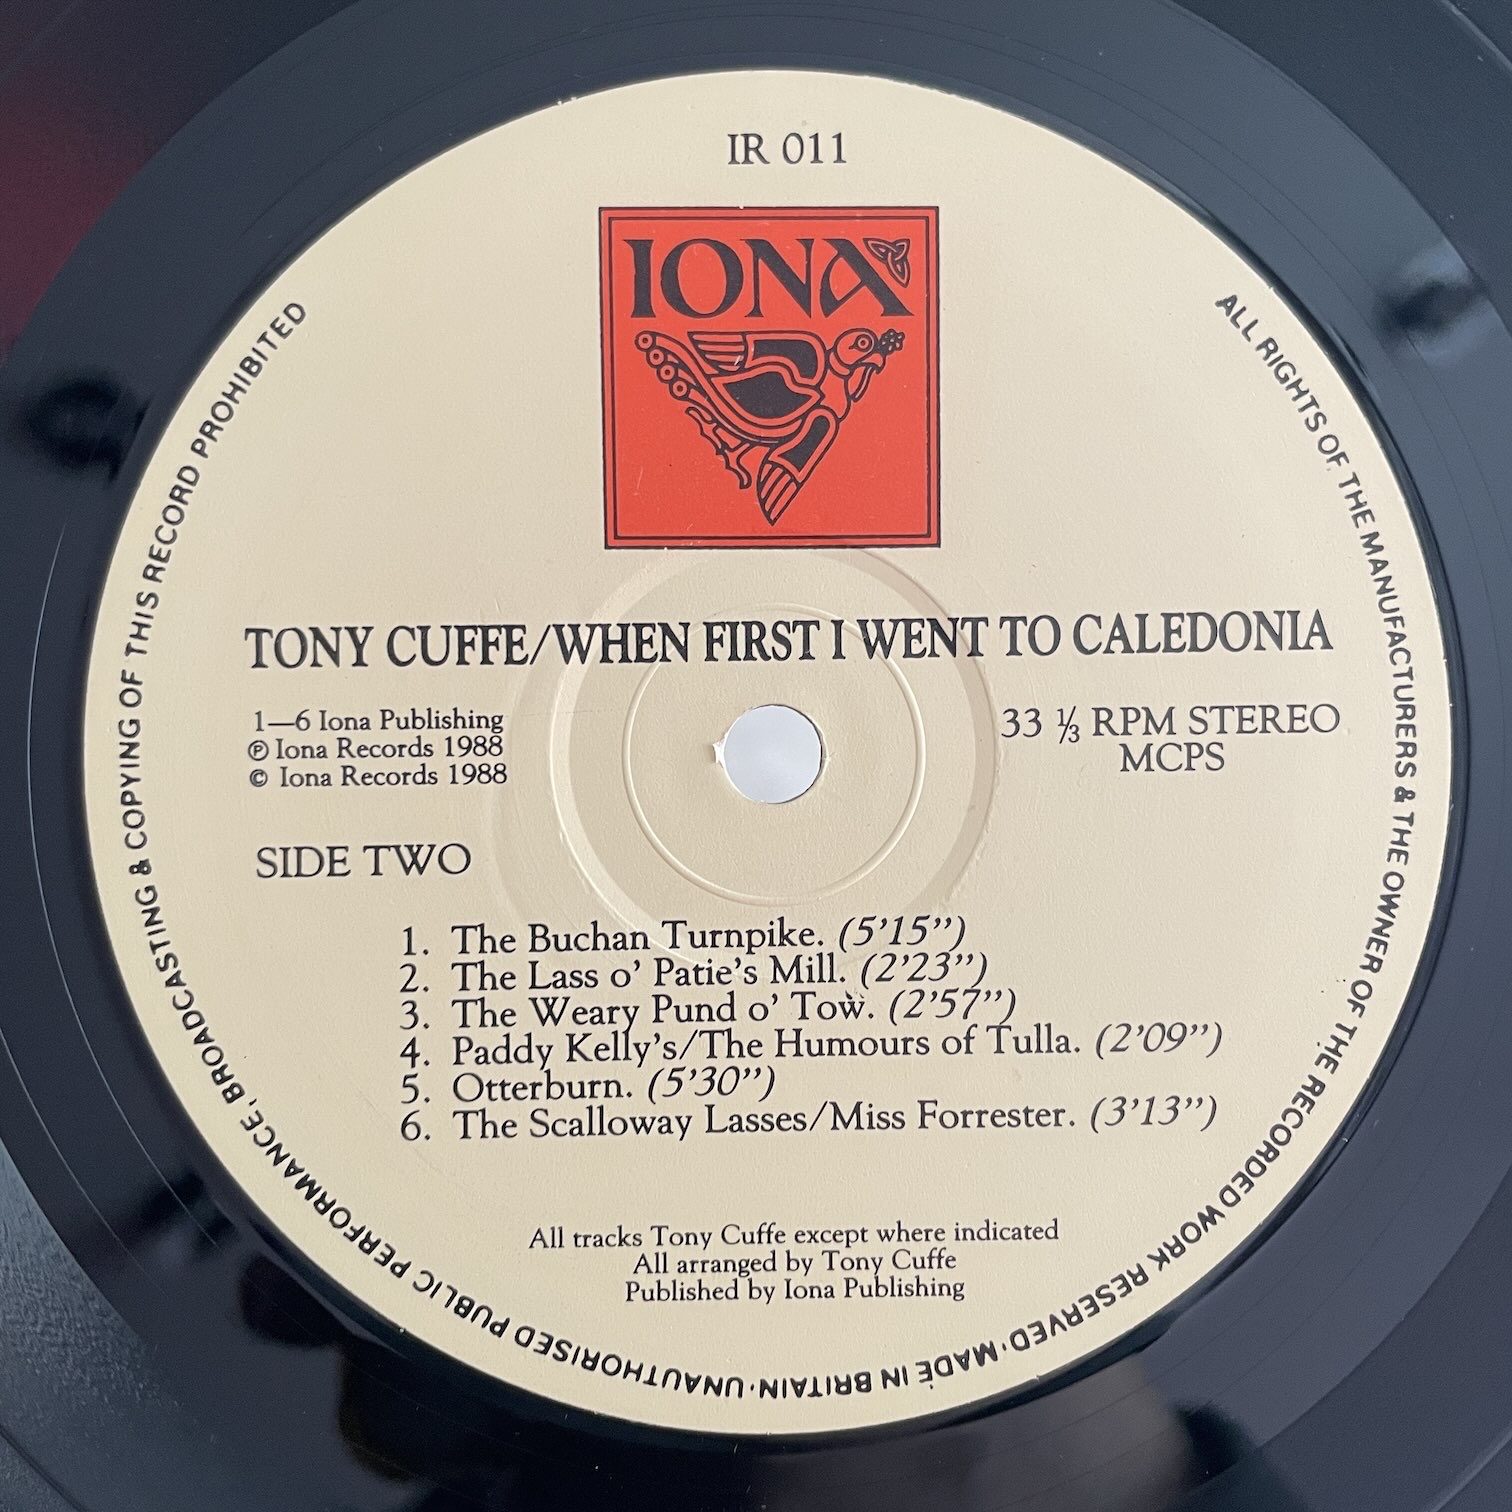 IR 011
IONA
TONY CUFFE/WHEN FIRST I WENT TO CALEDONIA
1—6 Iona Publishing
℗ Iona Records 1988
© Iona Records 1988
33 ⅓ RPM STEREO
MCPS
SIDE TWO
1. The Buchan Turnpike. (5’15”)
2. The Lass o’ Patie’s Mill. (2’23”)
3. The Weary Pund o’ Tow. (2’57”)
4. Paddy Kelly’s/The Humours of Tulla. (2’09”)
5. Otterburn. (5’30”)
6. The Scalloway Lasses/Miss Forrester. (3’13”)
All tracks Tony Cuffe except where indicated
All arranged by Tony Cuffe
Published by Iona Publishing
ALL RIGHTS OF THE MANUFACTURERS & THE OWNER OF THE RECORDED WORK RESERVED·MADE IN BRITAIN·UNAUTHORISED PUBLIC PERFORMANCE, BROADCASTING & COPYING OF THIS RECORD PROHIBITED